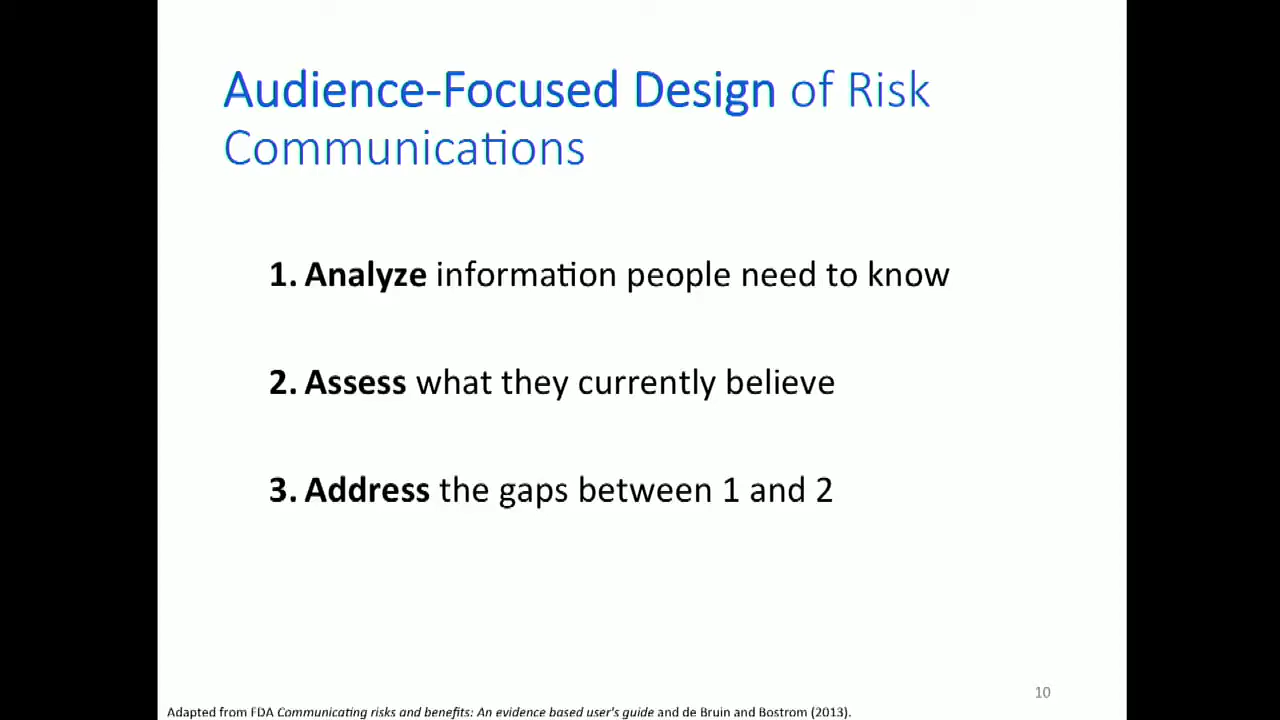 Audience-Focused Design of Risk
Communications
1. Analyze information people need to know
2. Assess what they currently believe
3. Address the gaps between 1 and 2
10
Adapted from FDA Communicating risks and benefits: An evidence based user's guide and de Bruin and Bostrom (2013).